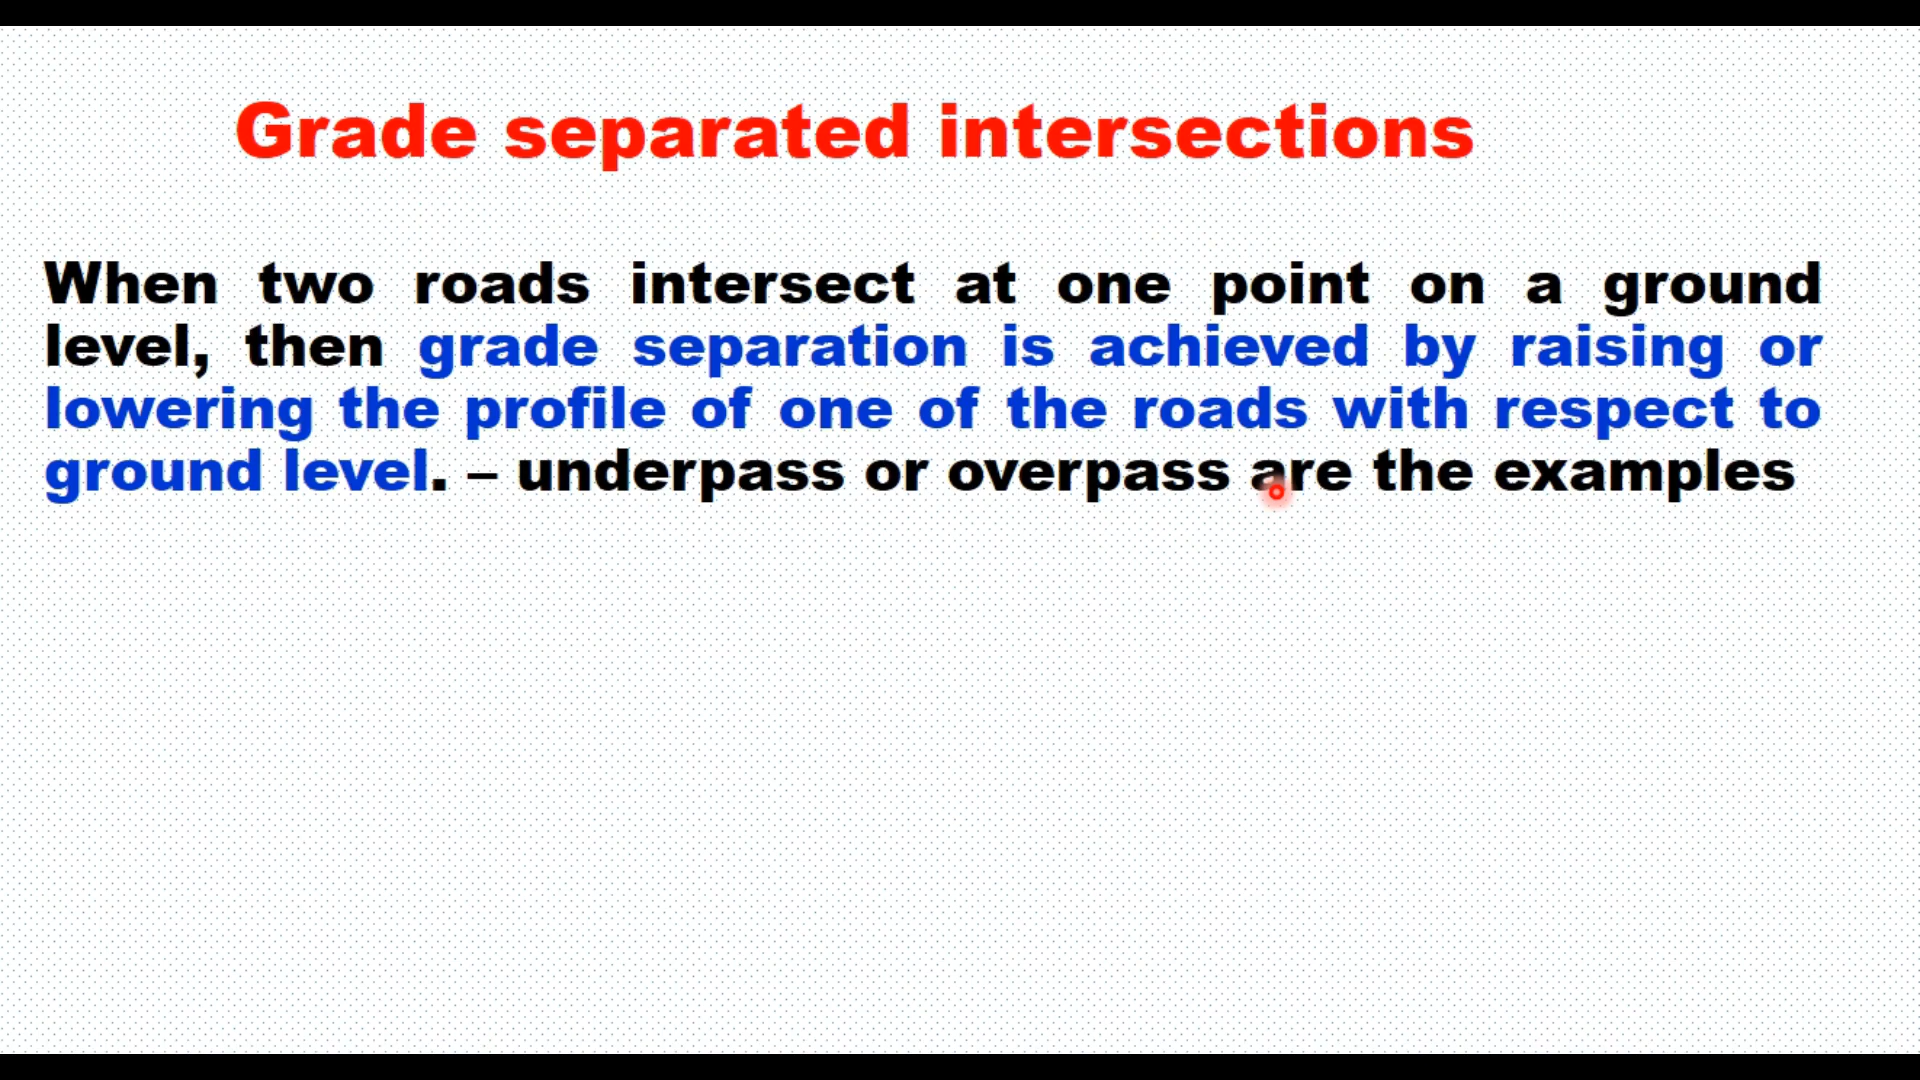 Grade separated intersections
When two roads intersect at one point on a ground
level, then grade separation is achieved by raising or
lowering the profile of one of the roads with respect to
ground level. – underpass or overpass are the examples